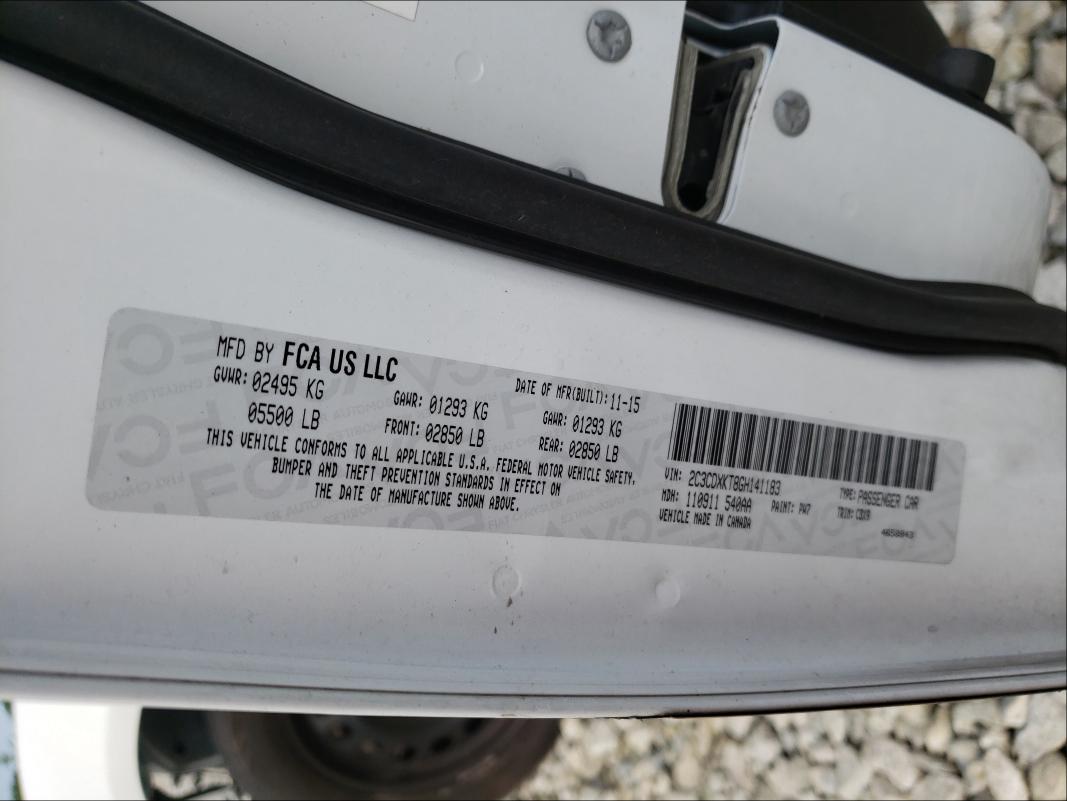 MFD BY FCA US LLC
DATE OF MFR(BUILT): 11-15
GVWR: 02495 KG
05500 LB
GAWR: 01293 KG
FRONT: 02850 LB
GAWR: 01293 KG
REAR: 02850 LB
THIS VEHICLE CONFORMS TO ALL APPLICABLE U.S.A. FEDERAL MOTOR VEHICLE SAFETY,
BUMPER AND THEFT PREVENTION STANDARDS IN EFFECT ON
THE DATE OF MANUFACTURE SHOWN ABOVE.
VIN: 2C3CDXKT8GH141183
TYPE: PASSENGER CAR
MDH: 110911 540AA
PAINT: PW7
TRIM: CDX9
VEHICLE MADE IN CANADA